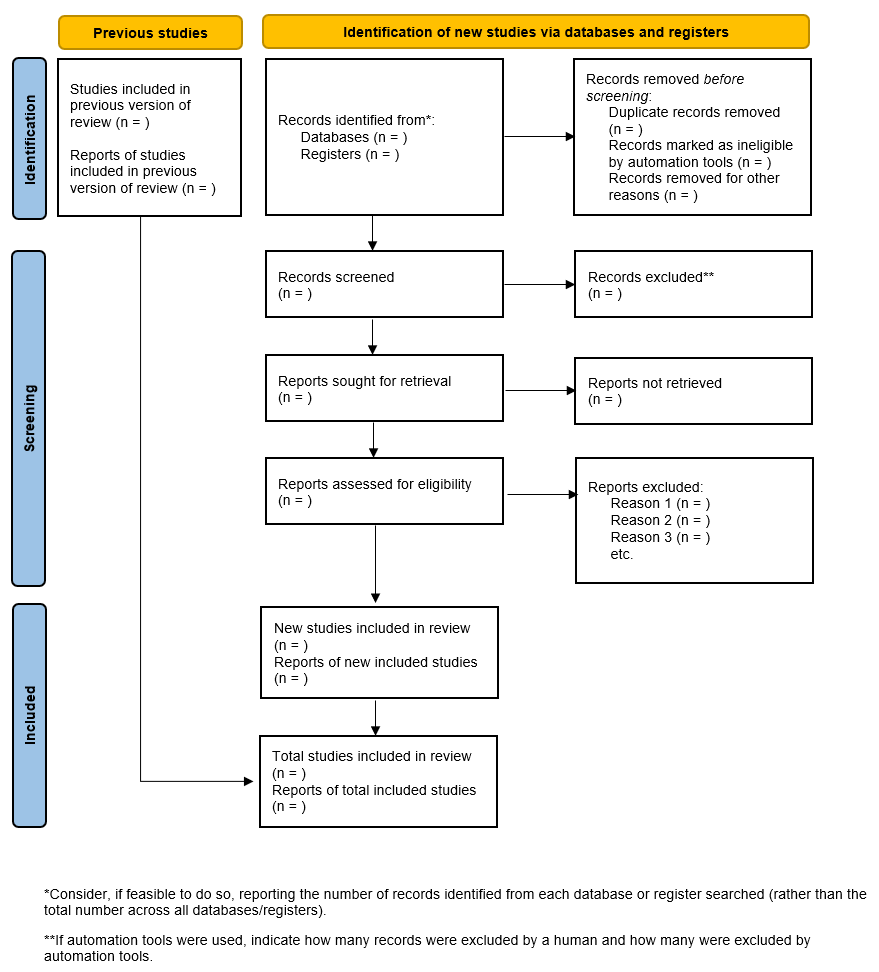 Previous studies
Identification of new studies via databases and registers
Identification
Studies included in
previous version of
review (n = )
Reports of studies
included in previous
version of review (n = )
Records identified from*:
Databases (n = )
Registers (n = )
Records removed before
screening:
Duplicate records removed
(n = )
Records marked as ineligible
by automation tools (n = )
Records removed for other
reasons (n = )
Screening
Records screened
(n = )
Records excluded**
(n = )
Reports sought for retrieval
(n = )
Reports not retrieved
(n = )
Reports assessed for eligibility
(n = )
Reports excluded:
Reason 1 (n = )
Reason 2 (n = )
Reason 3 (n = )
etc.
Included
New studies included in review
(n = )
Reports of new included studies
(n = )
Total studies included in review
(n = )
Reports of total included studies
(n = )
*Consider, if feasible to do so, reporting the number of records identified from each database or register searched (rather than the
total number across all databases/registers).
**If automation tools were used, indicate how many records were excluded by a human and how many were excluded by
automation tools.